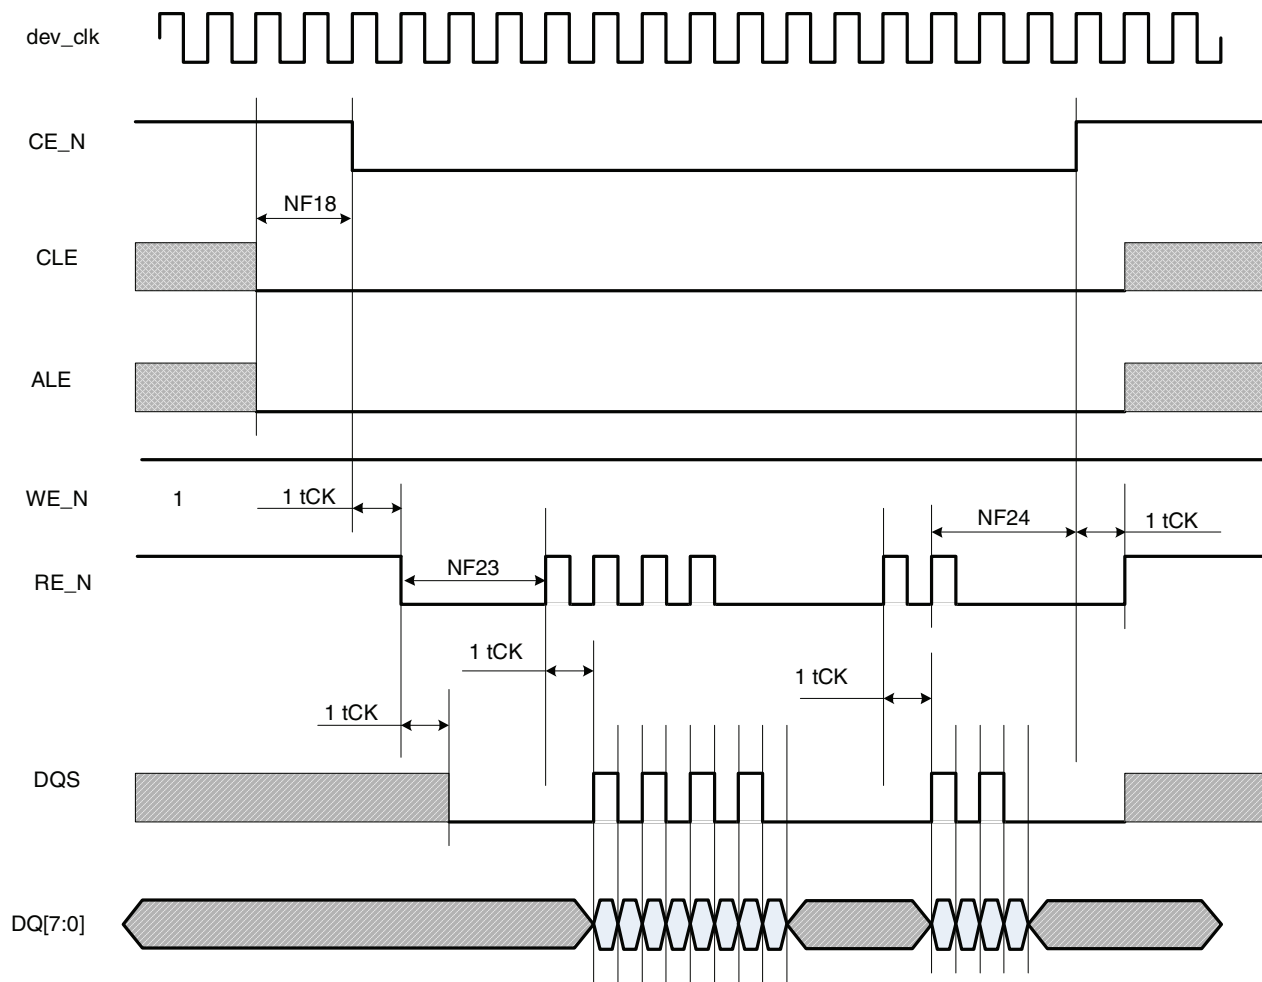 dev_clk
CE_N
NF18
CLE
ALE
WE_N
1
1 tCK
NF24
1 tCK
RE_N
NF23
1 tCK
1 tCK
1 tCK
DQS
DQ[7:0]